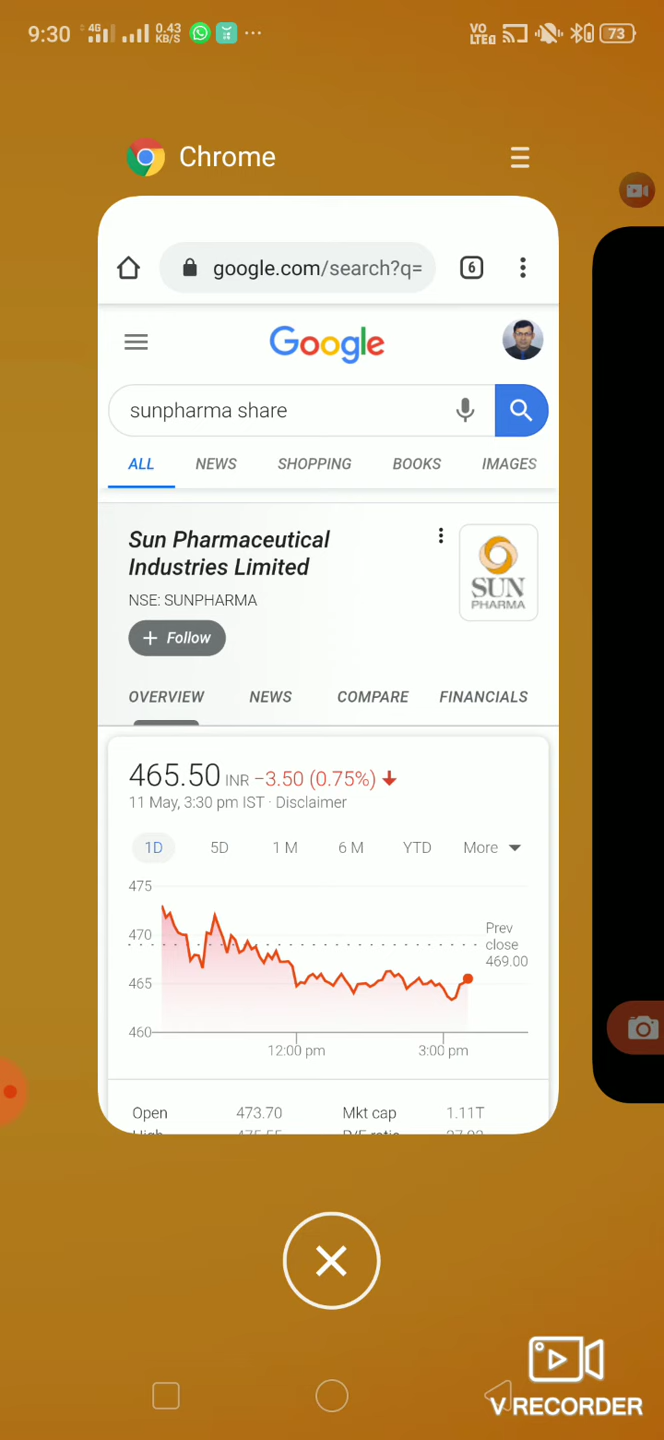 9:30 4G 0.43 KB/S ... VO LTE1 73
Chrome
google.com/search?q=
6
Google
sunpharma share
ALL NEWS SHOPPING BOOKS IMAGES
Sun Pharmaceutical
Industries Limited
SUN
PHARMA
NSE: SUNPHARMA
+ Follow
OVERVIEW NEWS COMPARE FINANCIALS
465.50 INR −3.50 (0.75%)
11 May, 3:30 pm IST · Disclaimer
1D 5D 1 M 6 M YTD More
475
470
465
460
Prev
close
469.00
12:00 pm 3:00 pm
Open 473.70 Mkt cap 1.11T
V RECORDER